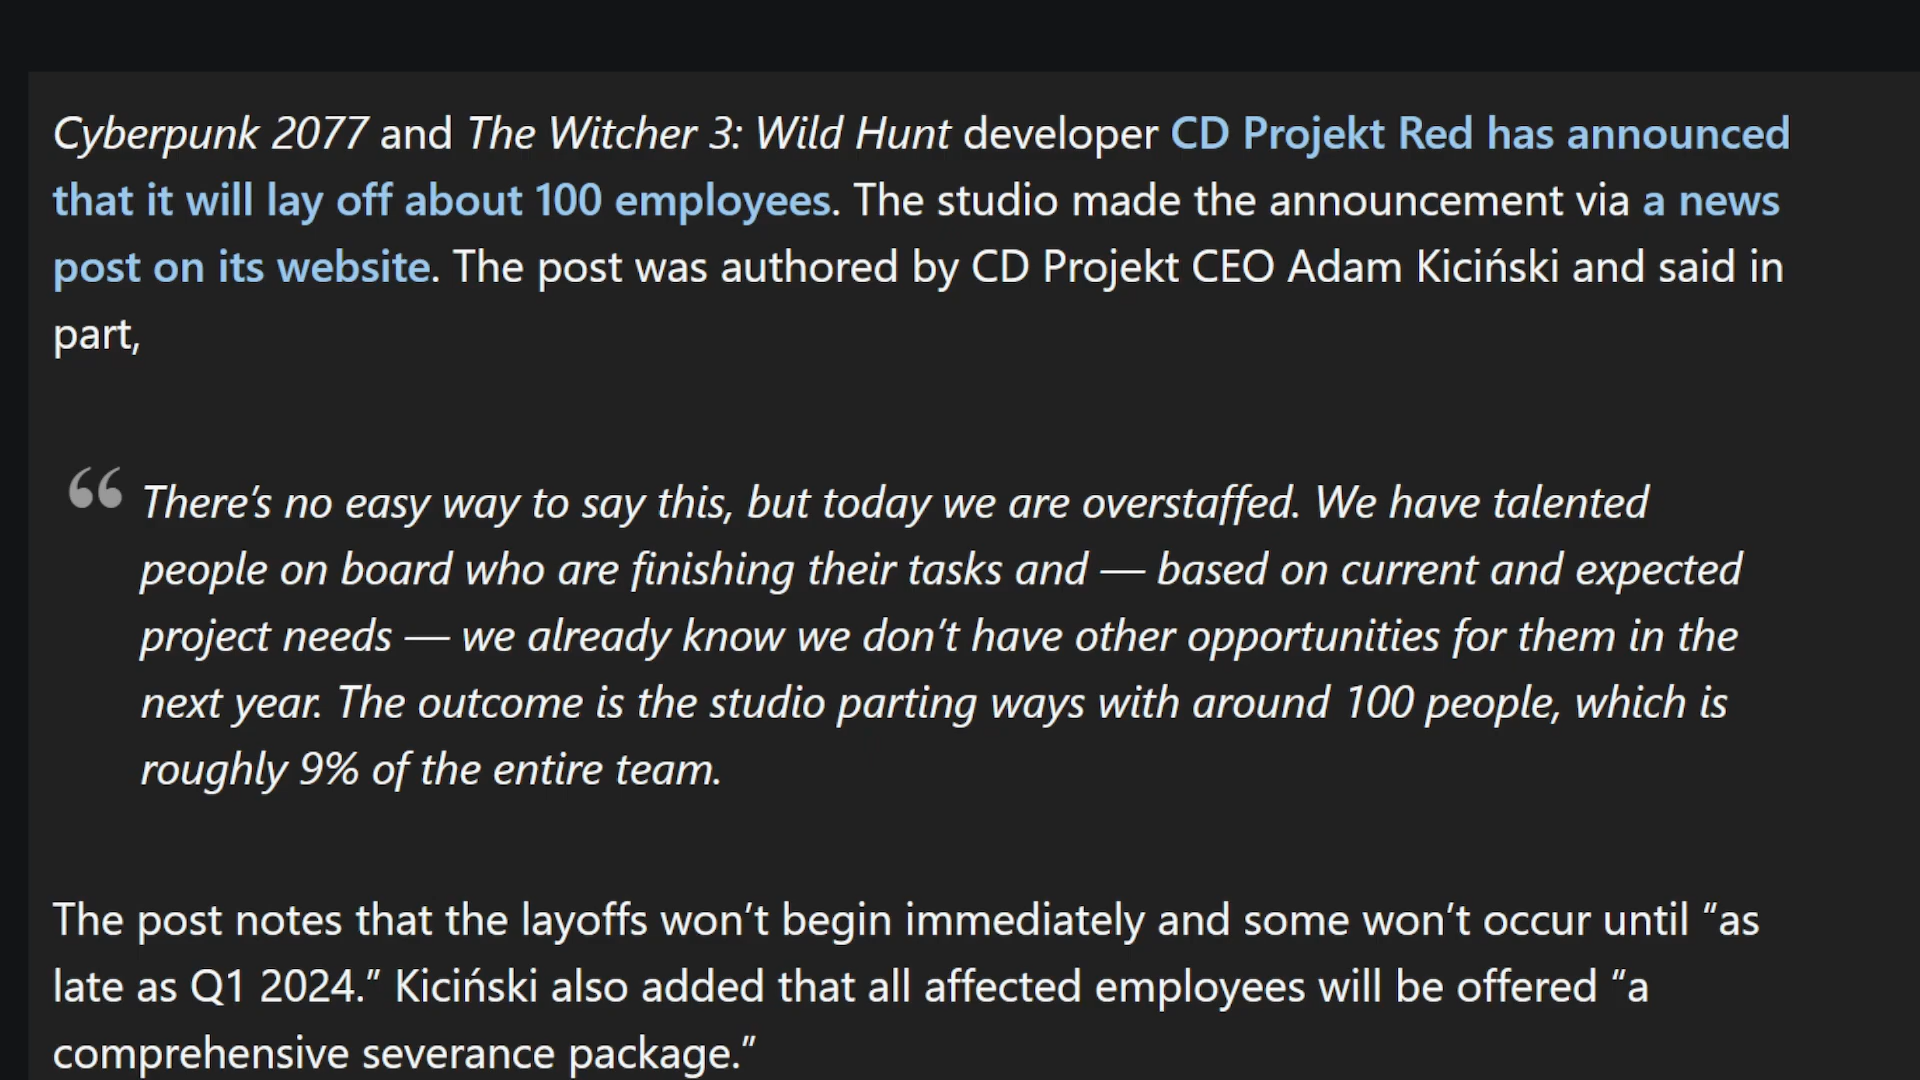 Cyberpunk 2077 and The Witcher 3: Wild Hunt developer CD Projekt Red has announced
that it will lay off about 100 employees. The studio made the announcement via a news
post on its website. The post was authored by CD Projekt CEO Adam Kiciński and said in
part,
“There’s no easy way to say this, but today we are overstaffed. We have talented
people on board who are finishing their tasks and — based on current and expected
project needs — we already know we don’t have other opportunities for them in the
next year. The outcome is the studio parting ways with around 100 people, which is
roughly 9% of the entire team.
The post notes that the layoffs won’t begin immediately and some won’t occur until “as
late as Q1 2024.” Kiciński also added that all affected employees will be offered “a
comprehensive severance package.”